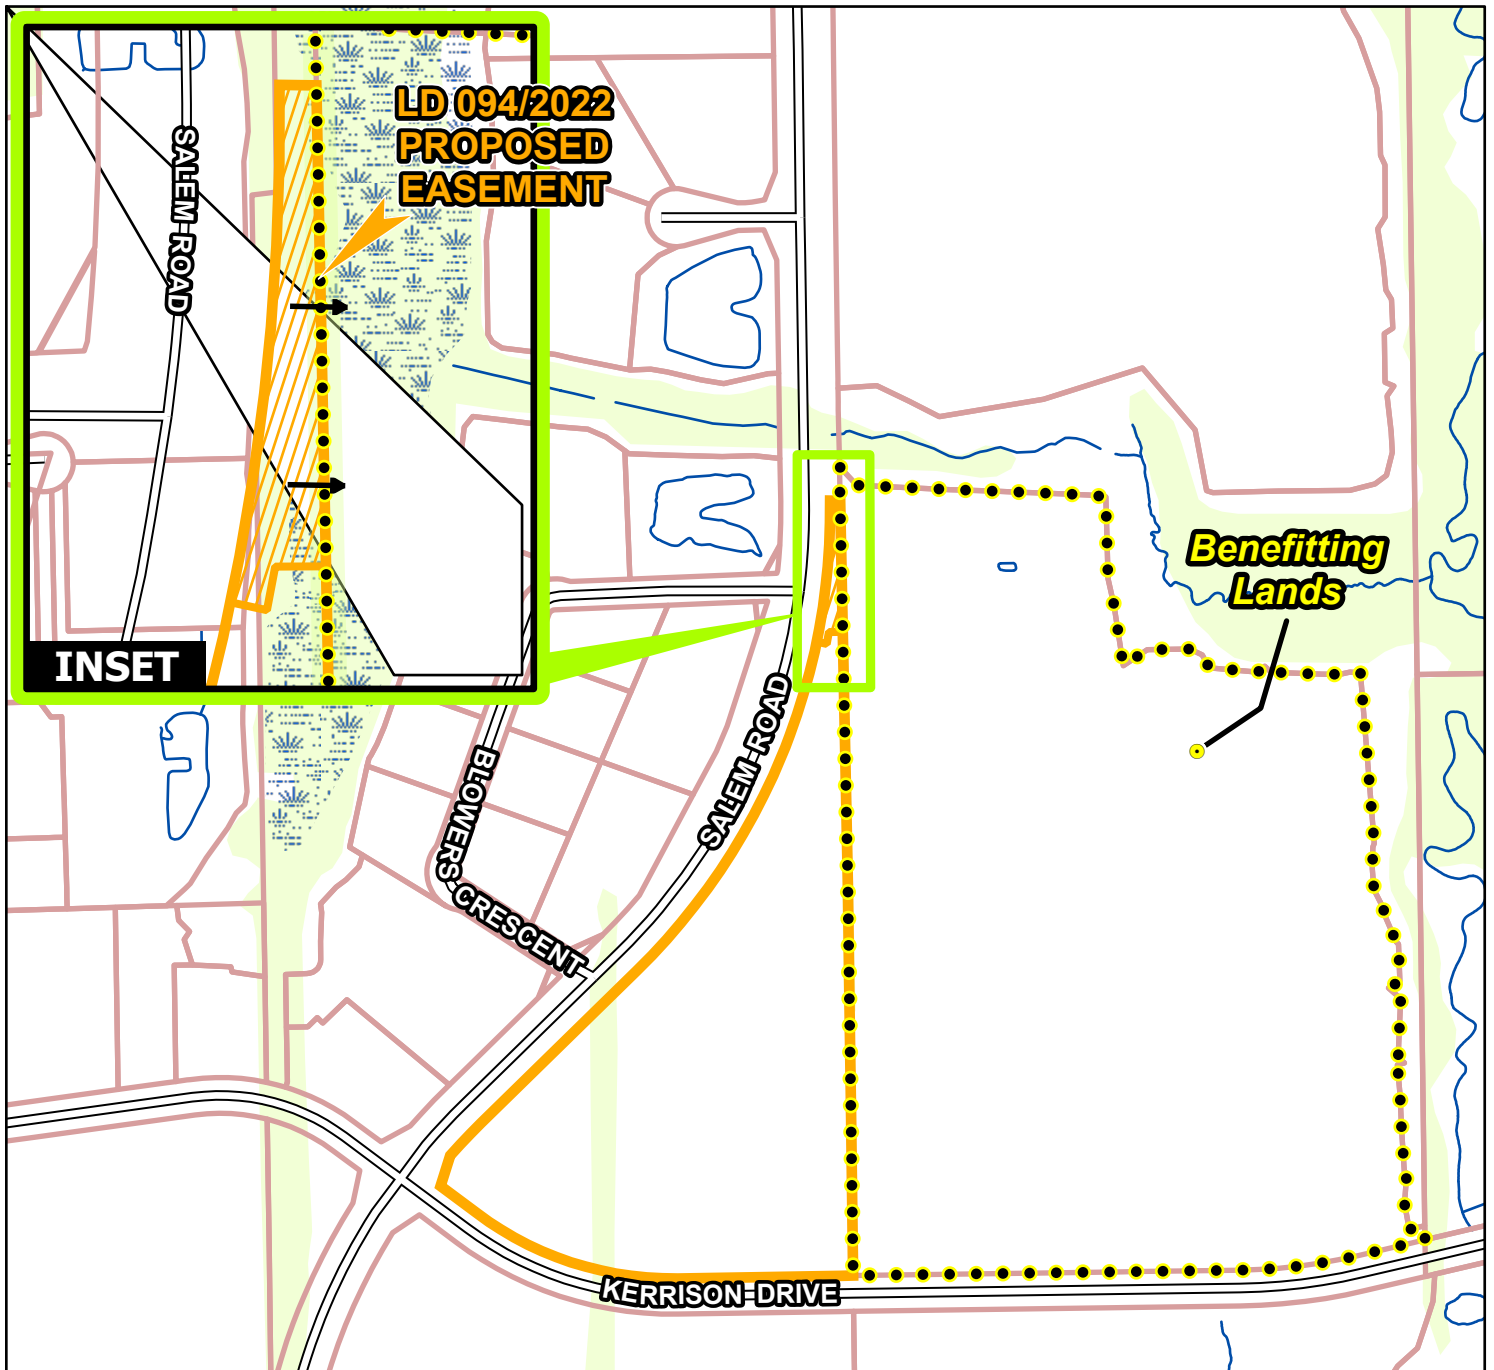 LD 094/2022
PROPOSED
EASEMENT
SALEM ROAD
INSET
Benefitting
Lands
SALEM ROAD
BLOWERS CRESCENT
KERRISON DRIVE